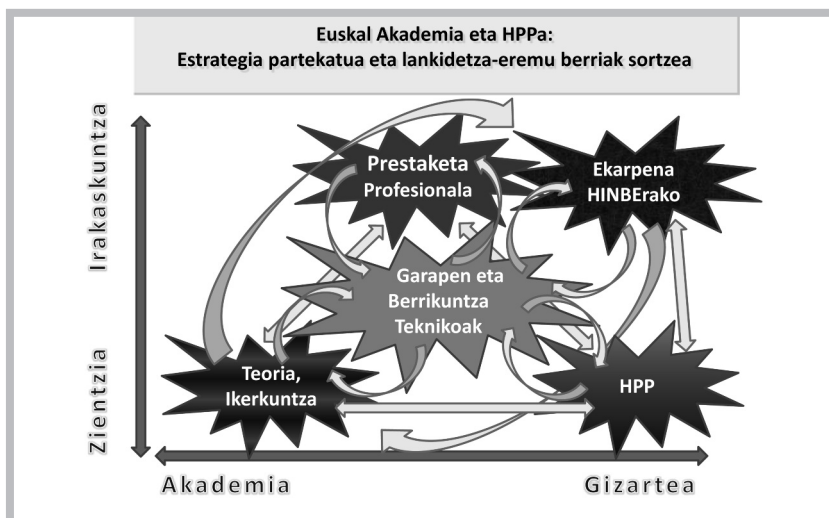 Euskal Akademia eta HPPa:
Estrategia partekatua eta lankidetza-eremu berriak sortzea
Irakaskuntza
Zientzia
Prestaketa
Profesionala
Ekarpena
HINBErako
Garapen eta
Berrikuntza
Teknikoak
Teoria,
Ikerkuntza
HPP
Akademia
Gizartea